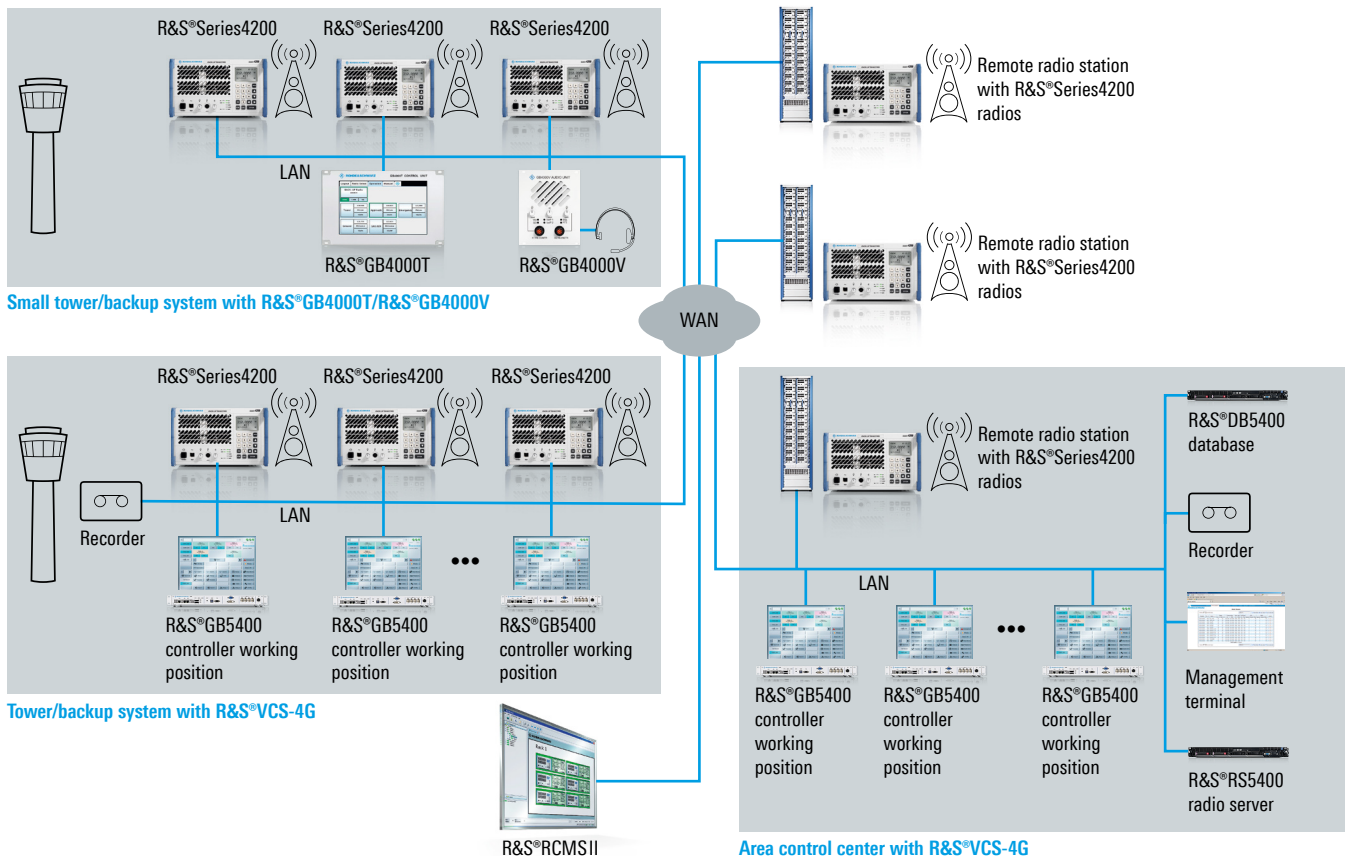 R&S®Series4200
R&S®Series4200
R&S®Series4200
LAN
R&S®GB4000T
R&S®GB4000V
Small tower/backup system with R&S®GB4000T/R&S®GB4000V
Remote radio station
with R&S®Series4200
radios
Remote radio station
with R&S®Series4200
radios
WAN
R&S®Series4200
R&S®Series4200
R&S®Series4200
Recorder
LAN
R&S®GB5400
controller working
position
R&S®GB5400
controller working
position
R&S®GB5400
controller working
position
Tower/backup system with R&S®VCS-4G
R&S®RCMS II
Remote radio station
with R&S®Series4200
radios
R&S®DB5400
database
Recorder
LAN
Management
terminal
R&S®GB5400
controller
working
position
R&S®GB5400
controller
working
position
R&S®GB5400
controller
working
position
R&S®RS5400
radio server
Area control center with R&S®VCS-4G